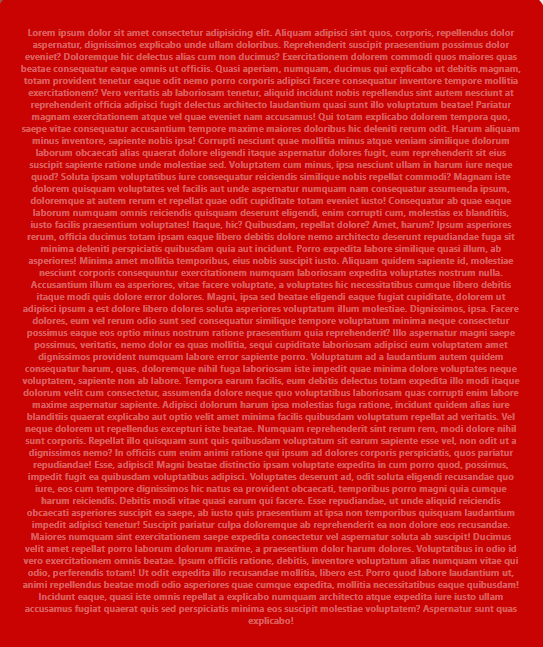 Lorem ipsum dolor sit amet consectetur adipisicing elit. Aliquam adipisci sint quos, corporis, repellendus dolor
aspernatur, dignissimos explicabo unde ullam doloribus. Reprehenderit suscipit praesentium possimus dolor
eveniet? Doloremque hic delectus alias cum non ducimus? Exercitationem dolorem commodi quos maiores quas
beatae consequatur eaque omnis ut officiis. Quasi aperiam, numquam, ducimus qui explicabo ut debitis magnam,
totam provident tenetur eaque odit nemo porro corporis adipisci facere consequatur inventore tempore mollitia
exercitationem? Vero veritatis ab laboriosam tenetur, aliquid incidunt nobis repellendus sint autem nesciunt at
reprehenderit officia adipisci fugit delectus architecto laudantium quasi sunt illo voluptatum beatae! Pariatur
magnam exercitationem atque vel quae eveniet nam accusamus! Qui totam explicabo dolorem tempora quo,
saepe vitae consequatur accusantium tempore maxime maiores doloribus hic deleniti rerum odit. Harum aliquam
minus inventore, sapiente nobis ipsa! Corrupti nesciunt quae mollitia minus atque veniam similique dolorum
laborum obcaecati alias quaerat dolore eligendi itaque aspernatur dolores fugit, eum reprehenderit sit eius
suscipit sapiente ratione unde molestiae sed. Voluptatem cum minus, ipsa nesciunt ullam in harum iure neque
quod? Soluta ipsam voluptatibus iure consequatur reiciendis similique nobis repellat commodi? Magnam iste
dolorem quisquam voluptates vel facilis aut unde aspernatur numquam nam consequatur assumenda ipsum,
doloremque at autem rerum et repellat quae odit cupiditate totam eveniet iusto! Consequatur ab quae eaque
laborum numquam omnis reiciendis quisquam deserunt eligendi, enim corrupti cum, molestias ex blanditiis,
iusto facilis praesentium voluptates! Itaque, hic? Quibusdam, repellat dolore? Amet, harum? Ipsum asperiores
rerum, officia ducimus totam ipsam eaque libero debitis dolore nemo architecto deserunt repudiandae fuga sit
minima deleniti perspiciatis velit quibusdam quia aut incidunt. Porro expedita labore similique quasi illum, ab
asperiores! Minima amet mollitia temporibus, eius nobis suscipit iusto. Aliquam quidem sapiente id, molestiae
nesciunt corporis consequuntur exercitationem numquam laboriosam expedita voluptates nostrum nulla.
Accusantium illum ea asperiores, vitae facere voluptate, a voluptates hic necessitatibus cumque libero debitis
itaque modi quis dolore error dolores. Magni, ipsa sed beatae eligendi eaque fugiat cupiditate, dolorem ut
adipisci ipsum a est dolore libero dolores soluta asperiores voluptatum illum molestiae. Dignissimos, ipsa. Facere
dolores, eum vel rerum odio sunt sed consequatur similique tempore voluptatum minima neque consectetur
possimus eaque eos optio minus nostrum ratione praesentium quia reprehenderit? Illo aspernatur magni saepe
possimus, veritatis, nemo dolor ea quas mollitia, sequi cupiditate laboriosam adipisci eum voluptatem amet
dignissimos provident numquam labore error sapiente porro. Voluptatum ad a laudantium autem quidem
consequatur harum, quas, doloremque nihil fuga laboriosam iste impedit quae minima dolore voluptates neque
voluptatem, sapiente non ab labore. Tempora earum facilis, eum debitis delectus totam expedita illo modi itaque
dolorum velit cum consectetur, assumenda dolore neque quo voluptatibus laboriosam quas corrupti enim labore
maxime aspernatur sapiente. Adipisci dolorum harum ipsa molestias fuga ratione, incidunt quidem alias iure
blanditiis quaerat explicabo aut optio velit amet minima facilis quibusdam voluptatum repellat ad veritatis. Vel
neque dolorem ut repellendus excepturi iste beatae. Numquam reprehenderit sint rerum rem, modi dolore nihil
sunt corporis. Repellat illo quisquam sunt quis quibusdam voluptatum sit earum sapiente esse vel, non odit ut a
dignissimos nemo? In officiis cum enim animi ratione qui ipsum ad dolores corporis perspiciatis, quos pariatur
repudiandae! Esse, adipisci! Magni beatae distinctio ipsam voluptate expedita in cum porro quod, possimus,
impedit fugit ea quibusdam voluptatibus adipisci. Voluptates deserunt ad, odit soluta eligendi recusandae quo
iure, eos cum tempore dignissimos hic natus ea provident obcaecati, temporibus porro magni quia cumque
harum reiciendis. Debitis modi vitae quasi earum qui facere. Esse repudiandae, ut unde aliquid reiciendis
obcaecati asperiores suscipit ea saepe, ab iusto quis praesentium at ipsa non temporibus quisquam laudantium
impedit adipisci tenetur! Suscipit pariatur culpa doloremque ab reprehenderit ea non dolore eos recusandae.
Maiores numquam sint exercitationem saepe expedita consectetur vel aspernatur soluta ab suscipit! Ducimus
velit amet repellat porro laborum dolorum maxime, a praesentium dolor harum dolores. Voluptatibus in odio id
vero exercitationem omnis beatae. Ipsum officiis ratione, debitis, inventore voluptatum alias numquam vitae qui
odio, perferendis totam! Ut odit expedita illo recusandae mollitia, libero est. Porro quod labore laudantium ut,
animi repellendus beatae modi odio asperiores quae cumque expedita, mollitia necessitatibus eaque quibusdam!
Incidunt eaque, quasi iste omnis repellat a explicabo numquam architecto atque expedita iure iusto ullam
accusamus fugiat quaerat quis sed perspiciatis minima eos suscipit molestiae voluptatem? Aspernatur sunt quas
explicabo!